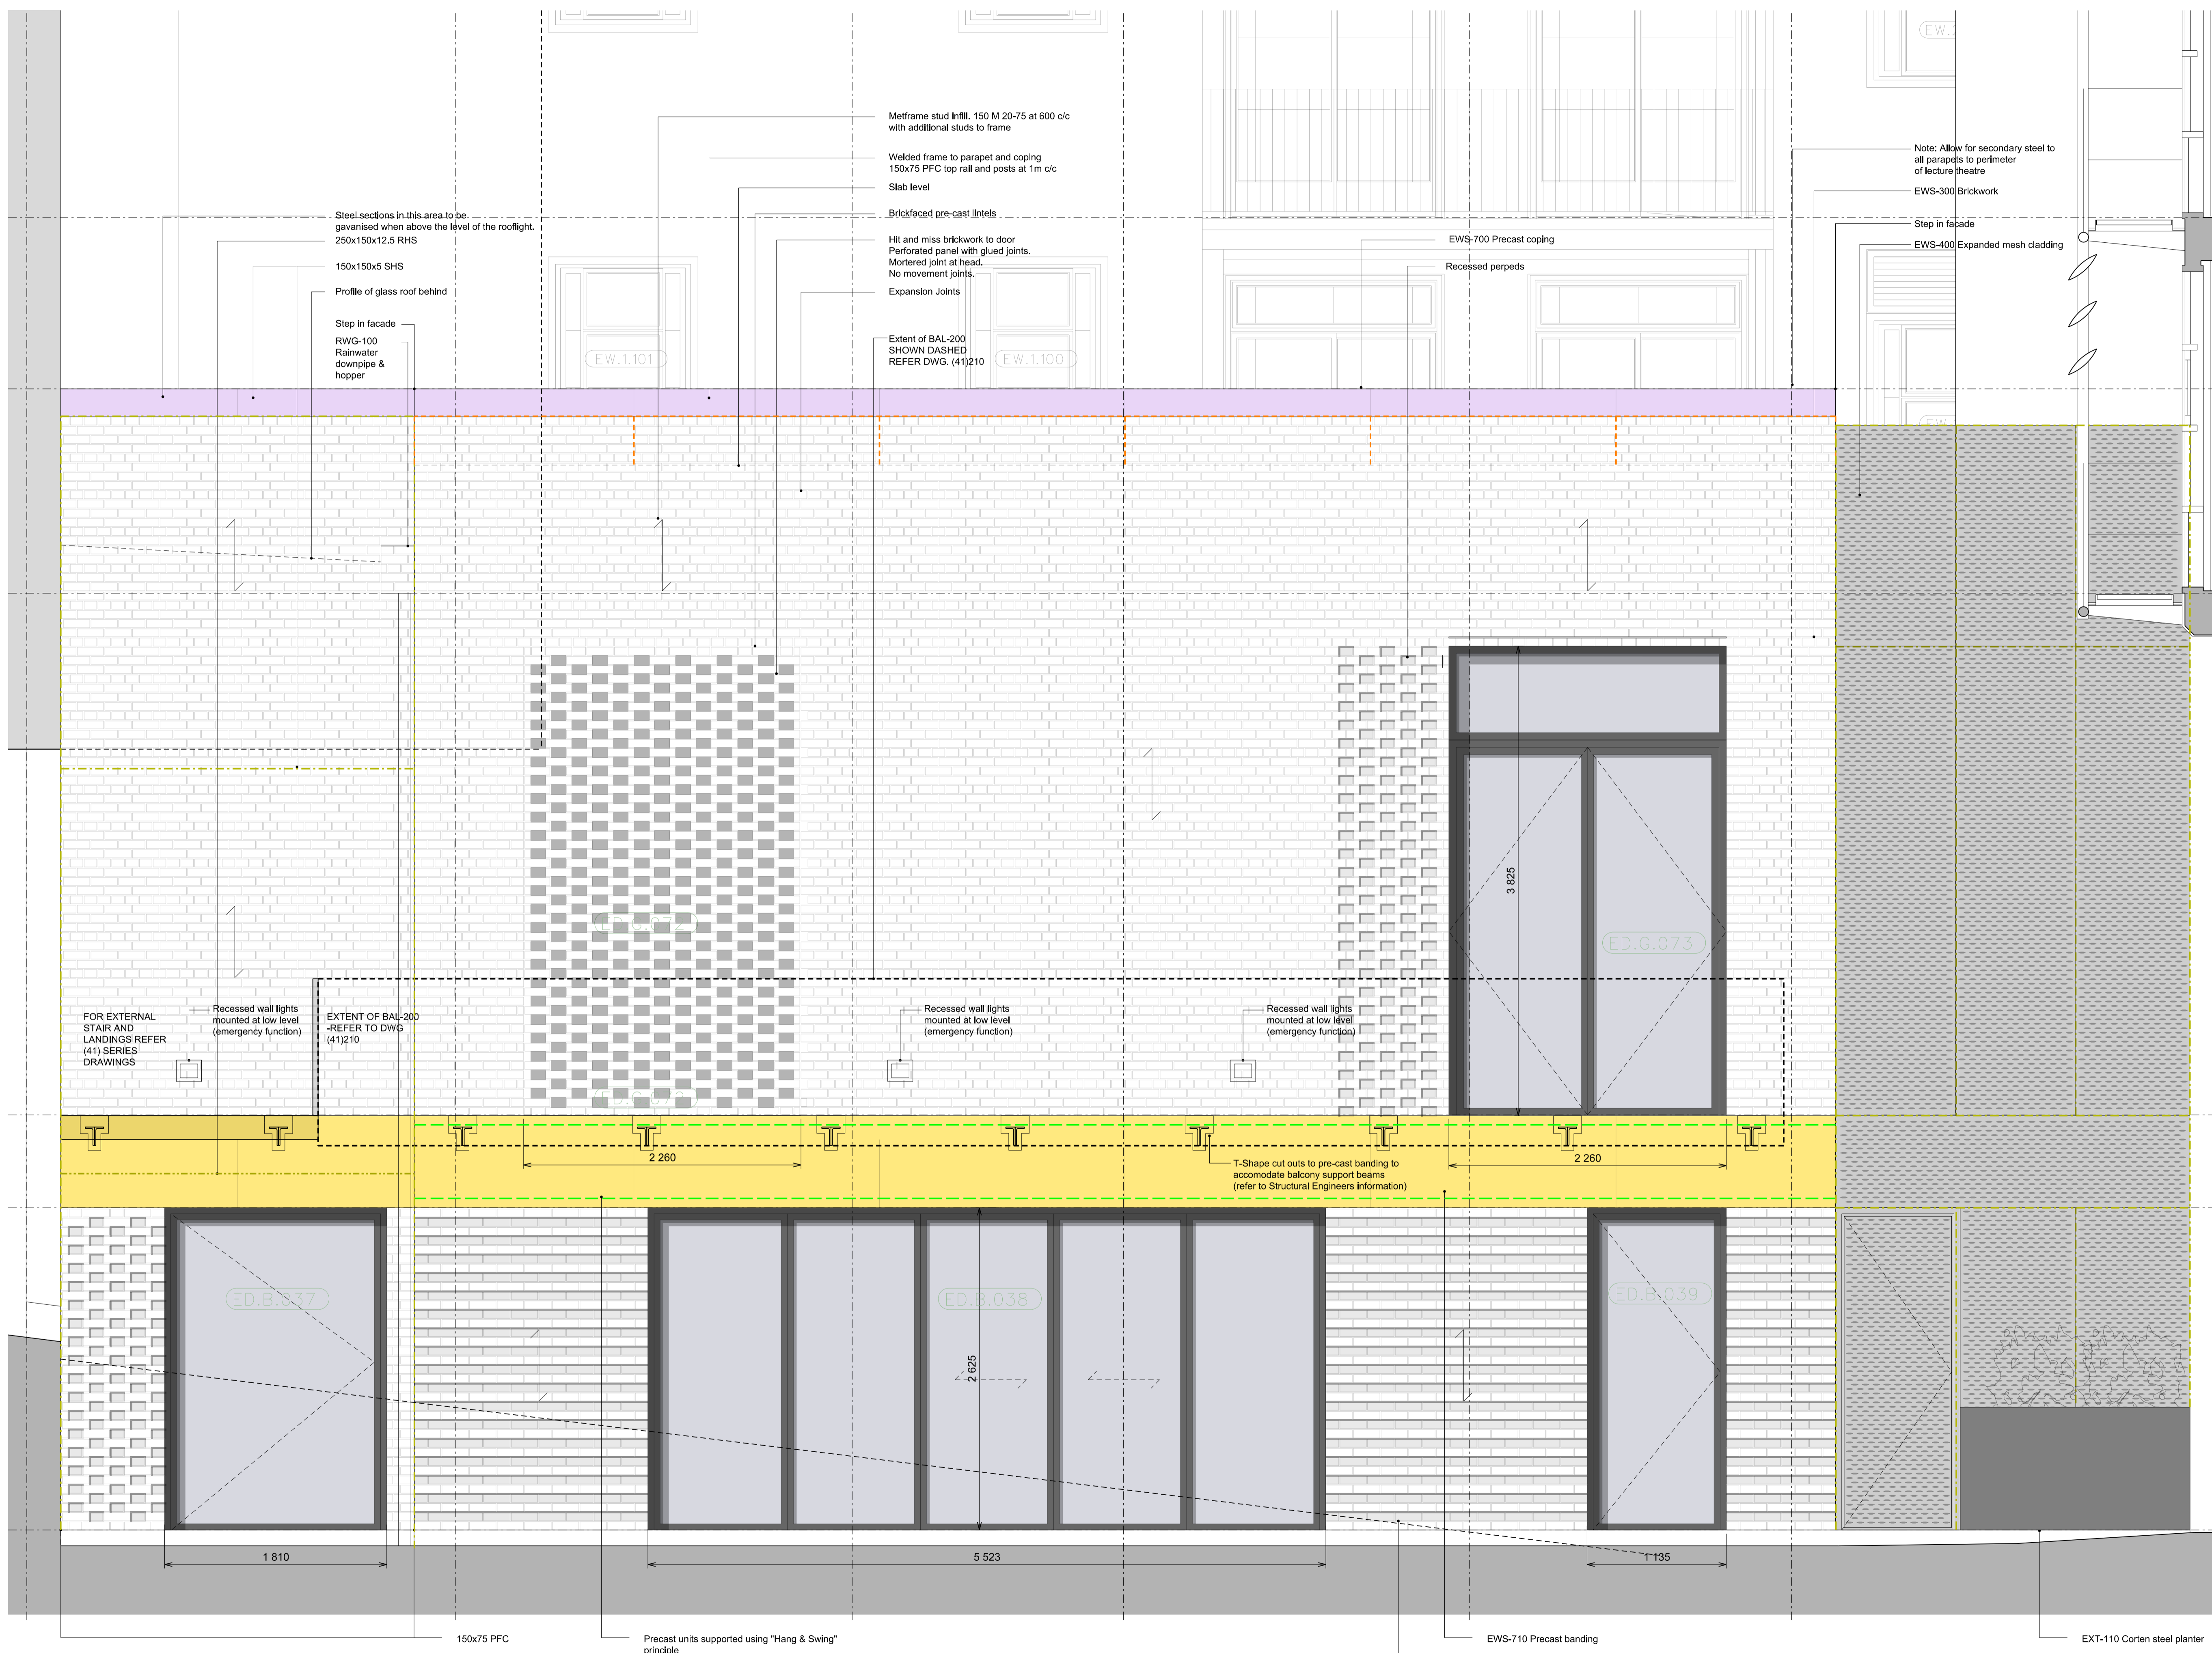 EW.2
Metframe stud infill. 150 M 20-75 at 600 c/c
with additional studs to frame
Welded frame to parapet and coping
150x75 PFC top rail and posts at 1m c/c
Slab level
Brickfaced pre-cast lintels
Hit and miss brickwork to door
Perforated panel with glued joints.
Mortered joint at head.
No movement joints.
Expansion Joints
Extent of BAL-200
SHOWN DASHED
REFER DWG. (41)210
Steel sections in this area to be
gavanised when above the level of the rooflight.
250x150x12.5 RHS
150x150x5 SHS
Profile of glass roof behind
Step in facade
RWG-100
Rainwater
downpipe &
hopper
EW.1.101
EW.1.100
EWS-700 Precast coping
Recessed perpeds
Note: Allow for secondary steel to
all parapets to perimeter
of lecture theatre
EWS-300 Brickwork
Step in facade
EWS-400 Expanded mesh cladding
3 825
ED.G.072
ED.G.073
FOR EXTERNAL
STAIR AND
LANDINGS REFER
(41) SERIES
DRAWINGS
Recessed wall lights
mounted at low level
(emergency function)
EXTENT OF BAL-200
-REFER TO DWG
(41)210
Recessed wall lights
mounted at low level
(emergency function)
Recessed wall lights
mounted at low level
(emergency function)
2 260
T-Shape cut outs to pre-cast banding to
accomodate balcony support beams
(refer to Structural Engineers information)
2 260
ED.B.037
ED.B.038
ED.B.039
2 625
1 810
5 523
1 135
150x75 PFC
Precast units supported using "Hang & Swing"
principle
EWS-710 Precast banding
EXT-110 Corten steel planter